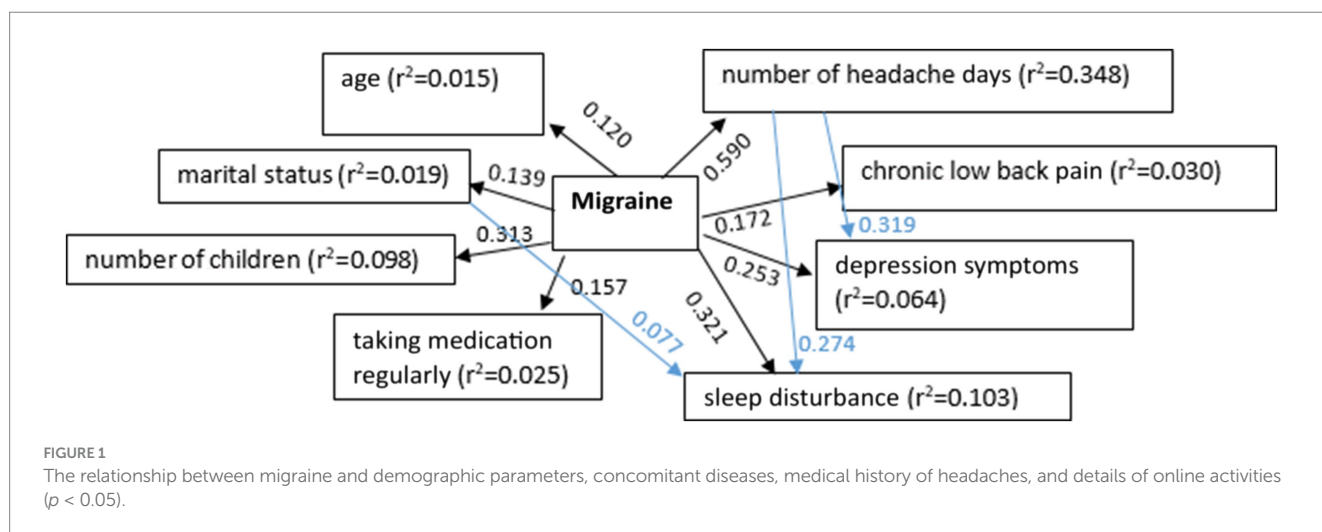 age (r²=0.015)
number of headache days (r²=0.348)
0.120
0.590
marital status (r²=0.019)
0.139
Migraine
chronic low back pain (r²=0.030)
0.172
0.319
0.313
number of children (r²=0.098)
0.253
depression symptoms
(r²=0.064)
0.157
0.321
0.077
0.274
taking medication
regularly (r²=0.025)
sleep disturbance (r²=0.103)
FIGURE 1
The relationship between migraine and demographic parameters, concomitant diseases, medical history of headaches, and details of online activities
(p < 0.05).